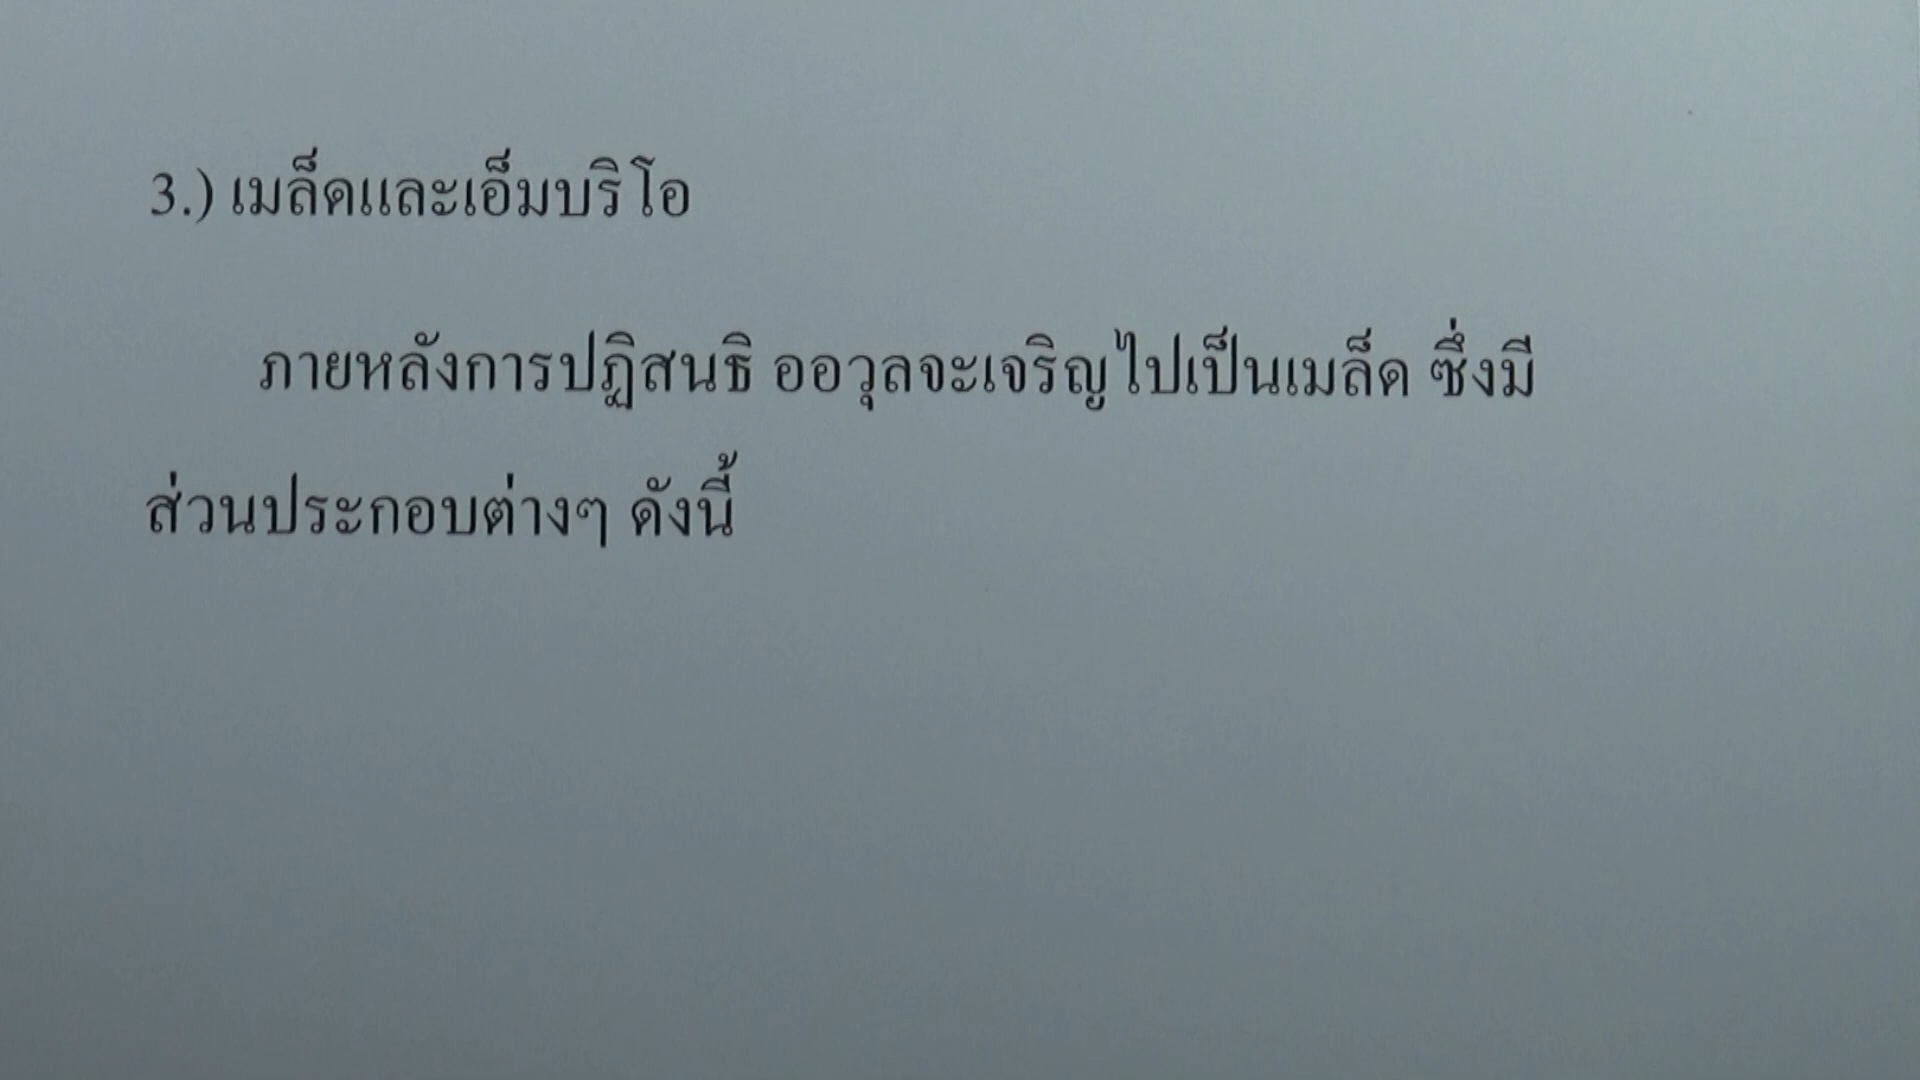 3.) เมล็ดและเอ็มบริโอ
ภายหลังการปฏิสนธิ ออวุลจะเจริญไปเป็นเมล็ด ซึ่งมี
ส่วนประกอบต่างๆ ดังนี้